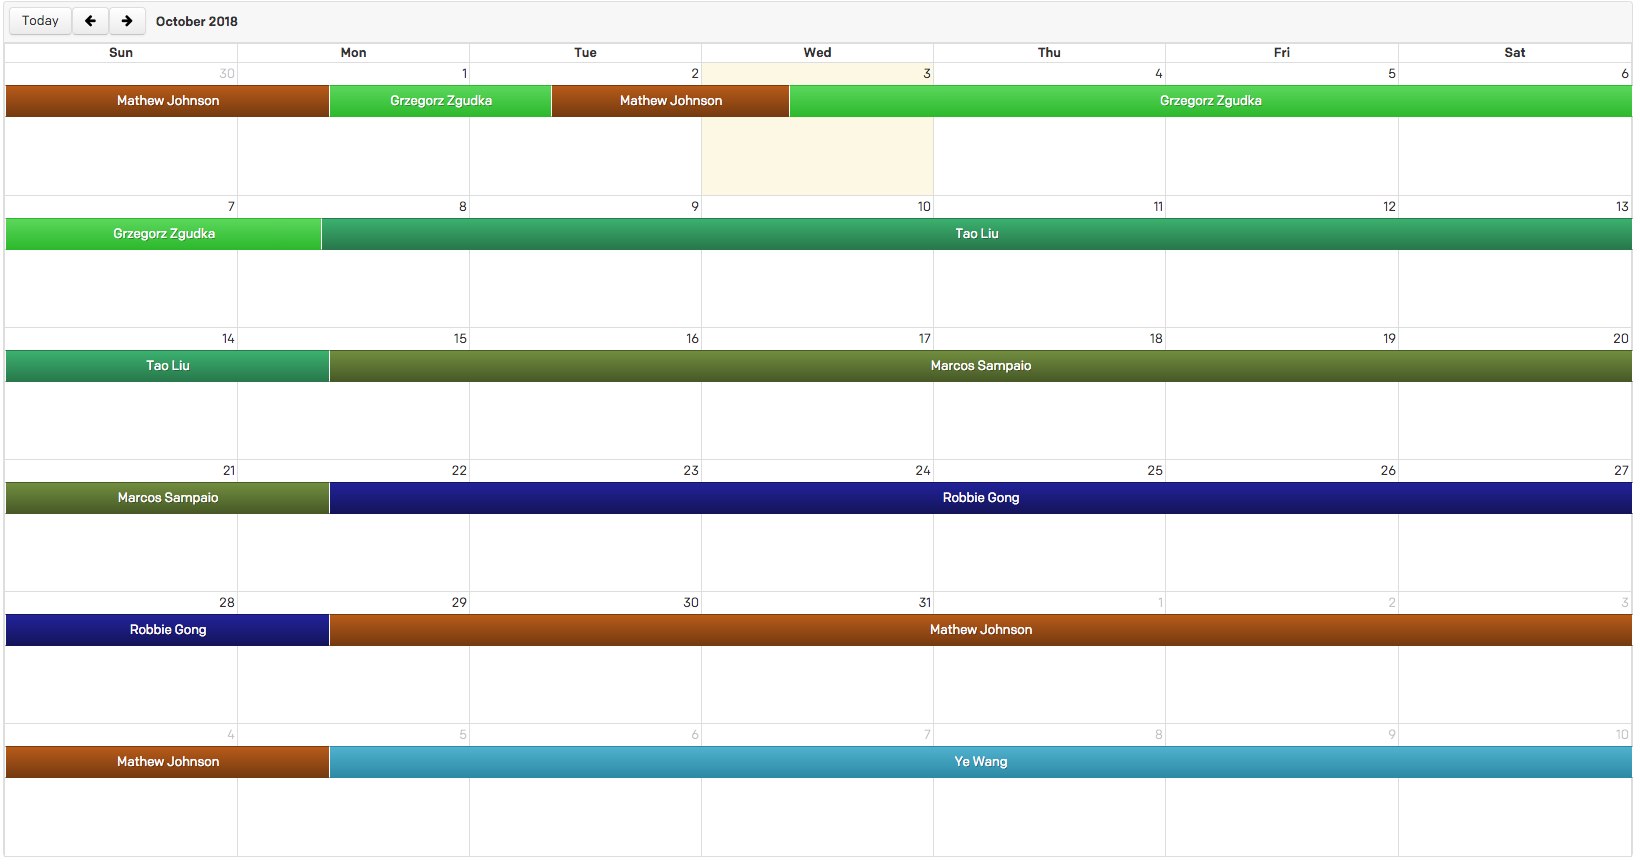 Today October 2018
Sun Mon Tue Wed Thu Fri Sat
30 1 2 3 4 5 6
Mathew Johnson Grzegorz Zgudka Mathew Johnson Grzegorz Zgudka
7 8 9 10 11 12 13
Grzegorz Zgudka Tao Liu
14 15 16 17 18 19 20
Tao Liu Marcos Sampaio
21 22 23 24 25 26 27
Marcos Sampaio Robbie Gong
28 29 30 31 1 2 3
Robbie Gong Mathew Johnson
4 5 6 7 8 9 10
Mathew Johnson Ye Wang